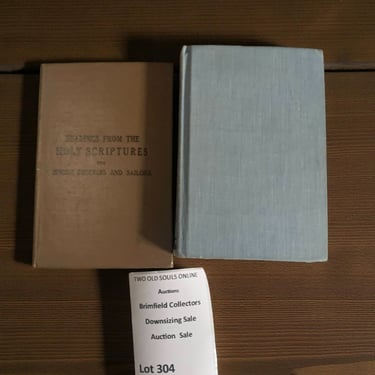 READINGS FROM THE
HOLY SCRIPTURES
FOR
JEWISH SOLDIERS AND SAILORS
TWO OLD SOULS ONLINE
Auctions
Brimfield Collectors
Downsizing Sale
Auction Sale
Lot 304